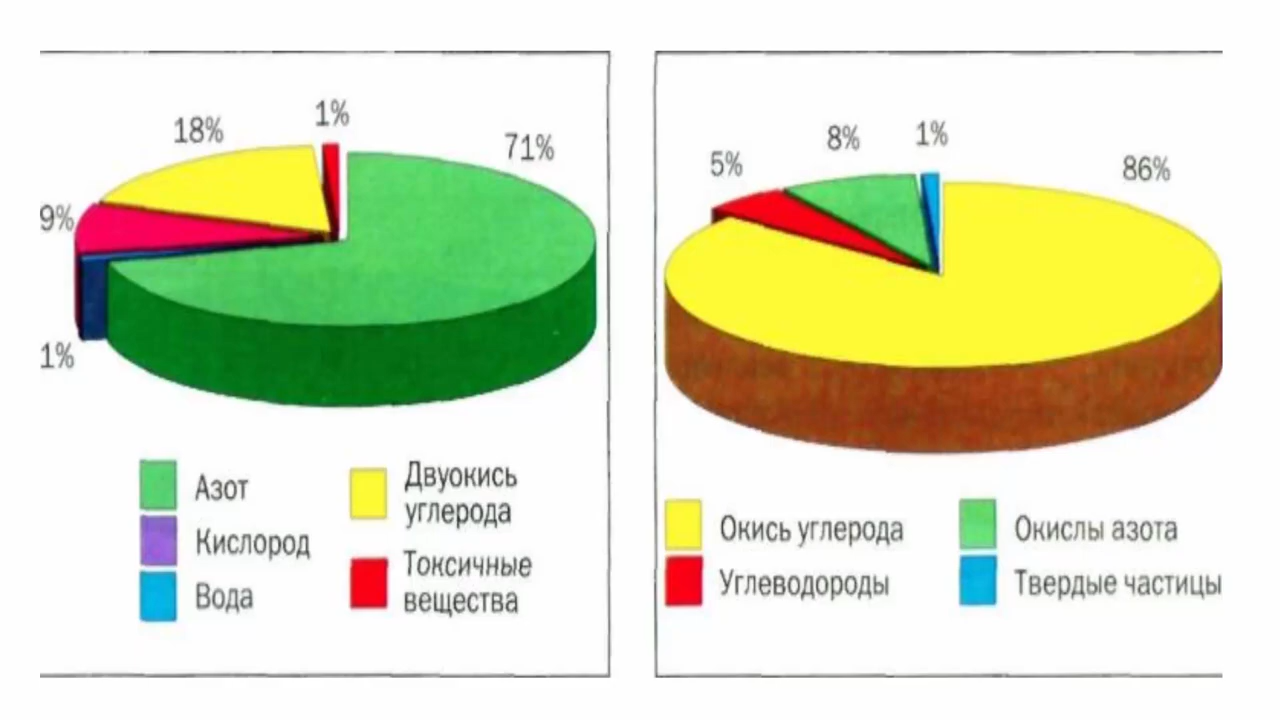 18%
1%
71%
9%
1%
Азот
Кислород
Вода
Двуокись
углерода
Токсичные
вещества
5%
8%
1%
86%
Окись углерода
Углеводороды
Окислы азота
Твердые частицы